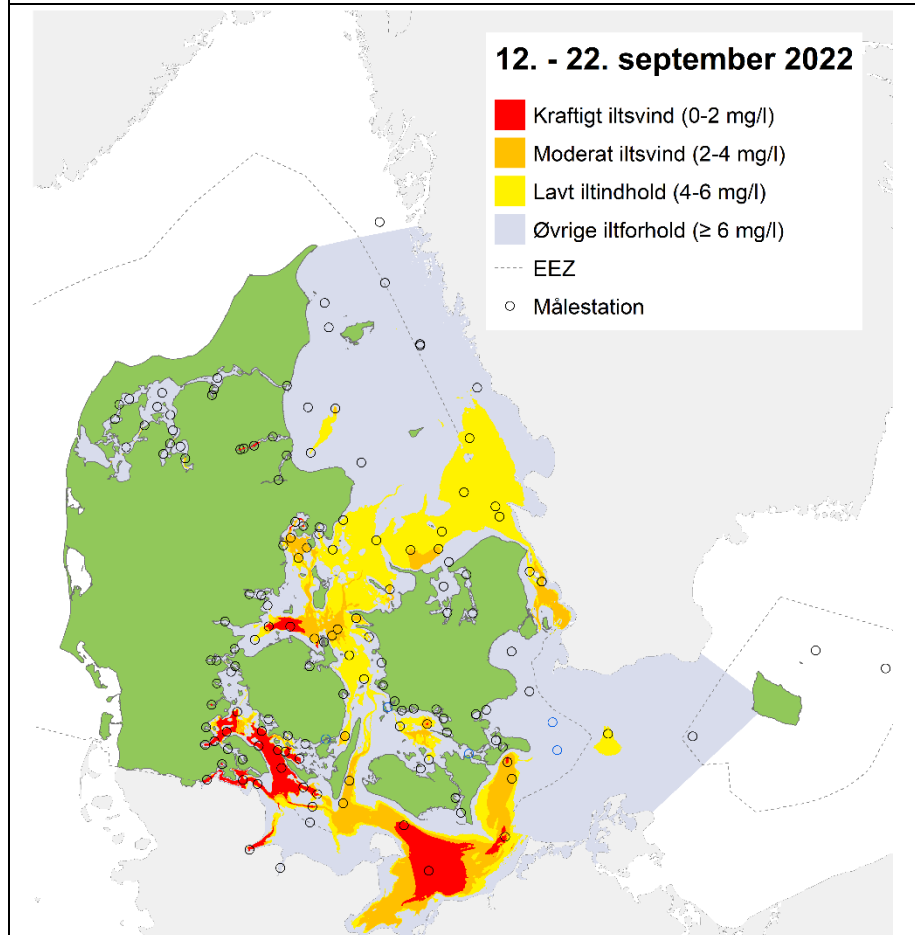 12. - 22. september 2022
Kraftigt iltsvind (0-2 mg/l)
Moderat iltsvind (2-4 mg/l)
Lavt iltindhold (4-6 mg/l)
Øvrige iltforhold (≥ 6 mg/l)
EEZ
Målestation